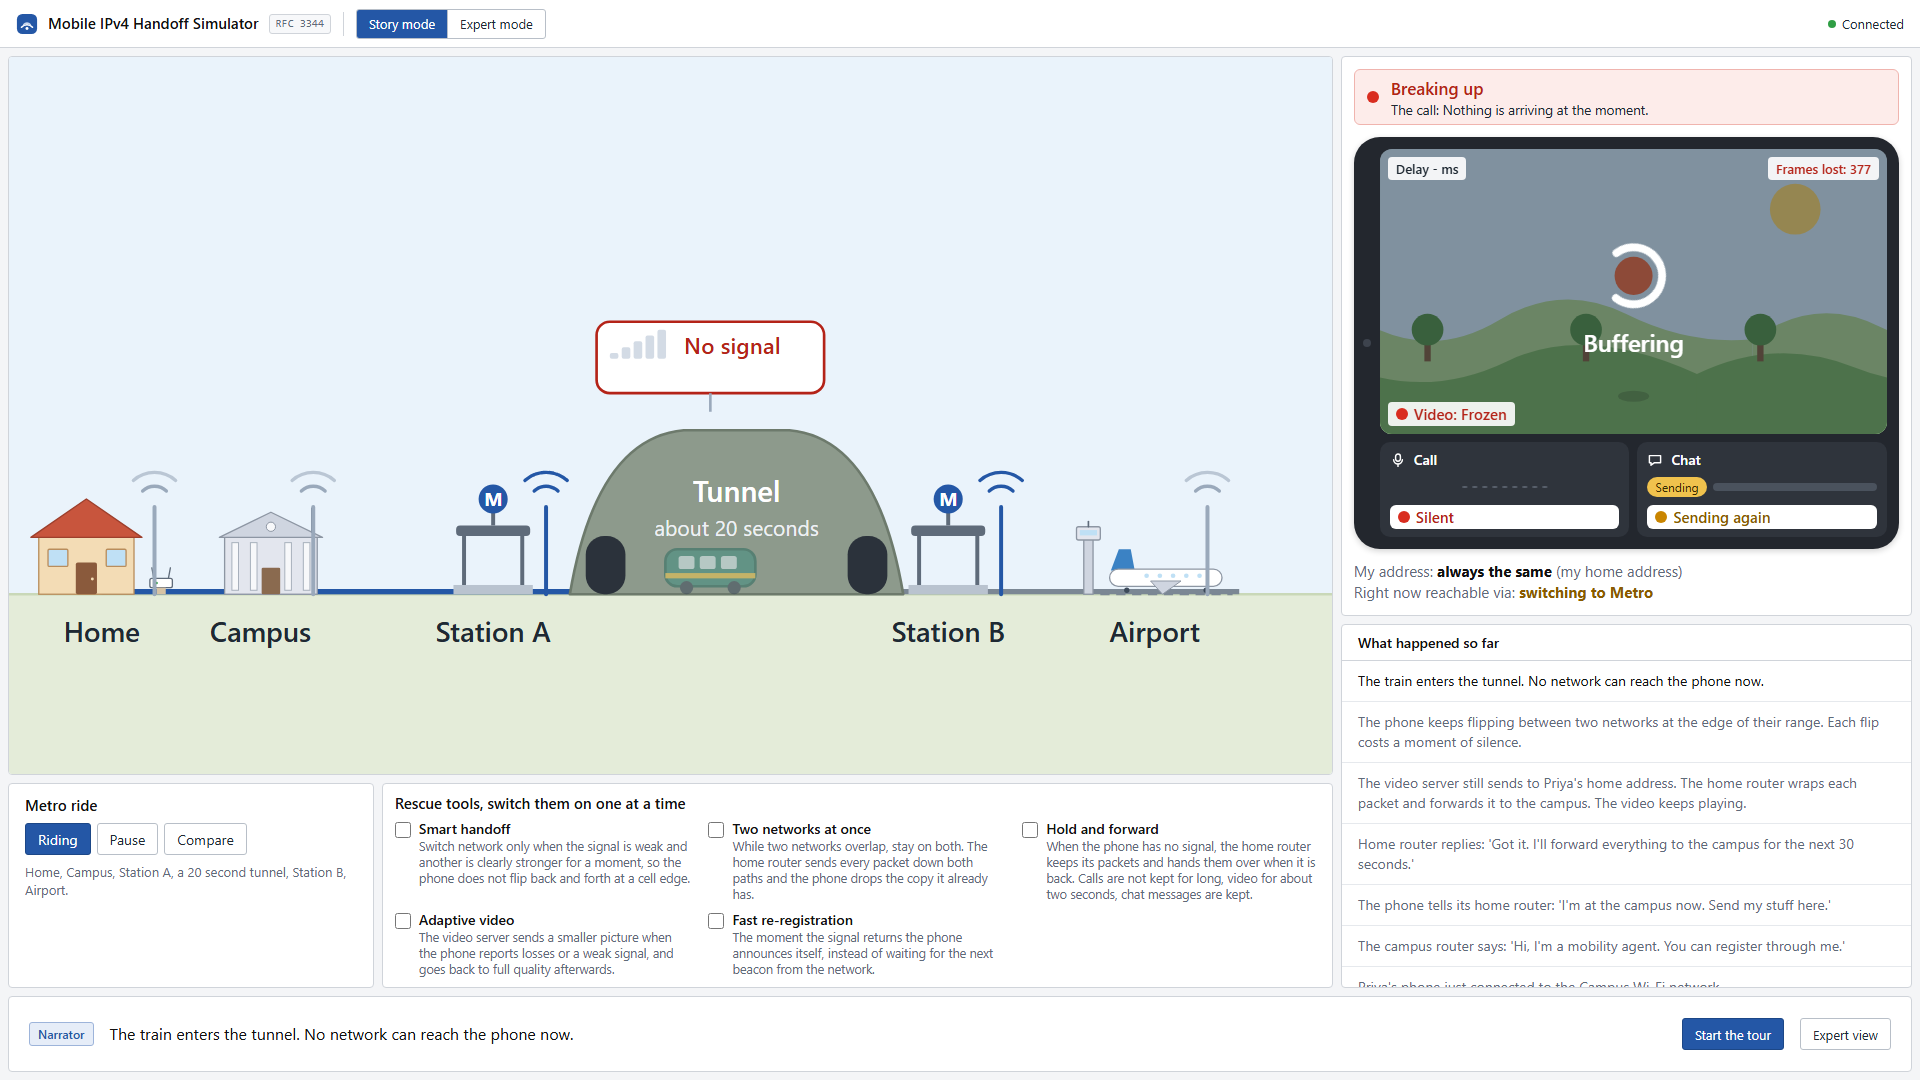 Mobile IPv4 Handoff Simulator
RFC 3344
Story mode
Expert mode
Connected
No signal
M
M
Tunnel
about 20 seconds
Home
Campus
Station A
Station B
Airport
Breaking up
The call: Nothing is arriving at the moment.
Delay - ms
Frames lost: 377
Buffering
Video: Frozen
Call
Silent
Chat
Sending
Sending again
My address: always the same (my home address)
Right now reachable via: switching to Metro
What happened so far
The train enters the tunnel. No network can reach the phone now.
The phone keeps flipping between two networks at the edge of their range. Each flip
costs a moment of silence.
The video server still sends to Priya's home address. The home router wraps each
packet and forwards it to the campus. The video keeps playing.
Home router replies: 'Got it. I'll forward everything to the campus for the next 30
seconds.'
The phone tells its home router: 'I'm at the campus now. Send my stuff here.'
The campus router says: 'Hi, I'm a mobility agent. You can register through me.'
Priya's phone just connected to the Campus Wi-Fi network.
Metro ride
Riding
Pause
Compare
Home, Campus, Station A, a 20 second tunnel, Station B,
Airport.
Rescue tools, switch them on one at a time
Smart handoff
Switch network only when the signal is weak and
another is clearly stronger for a moment, so the
phone does not flip back and forth at a cell edge.
Two networks at once
While two networks overlap, stay on both. The
home router sends every packet down both
paths and the phone drops the copy it already
has.
Hold and forward
When the phone has no signal, the home router
keeps its packets and hands them over when it is
back. Calls are not kept for long, video for about
two seconds, chat messages are kept.
Adaptive video
The video server sends a smaller picture when
the phone reports losses or a weak signal, and
goes back to full quality afterwards.
Fast re-registration
The moment the signal returns the phone
announces itself, instead of waiting for the next
beacon from the network.
Narrator
The train enters the tunnel. No network can reach the phone now.
Start the tour
Expert view